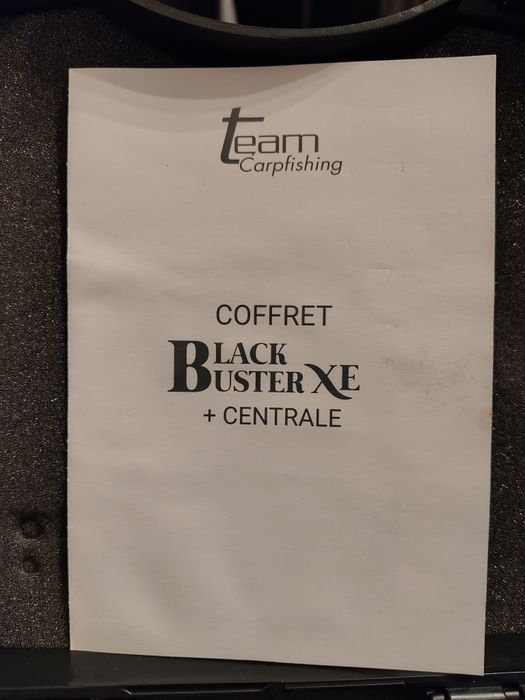 team
Carpfishing
COFFRET
BLACK
BUSTER XE
+ CENTRALE